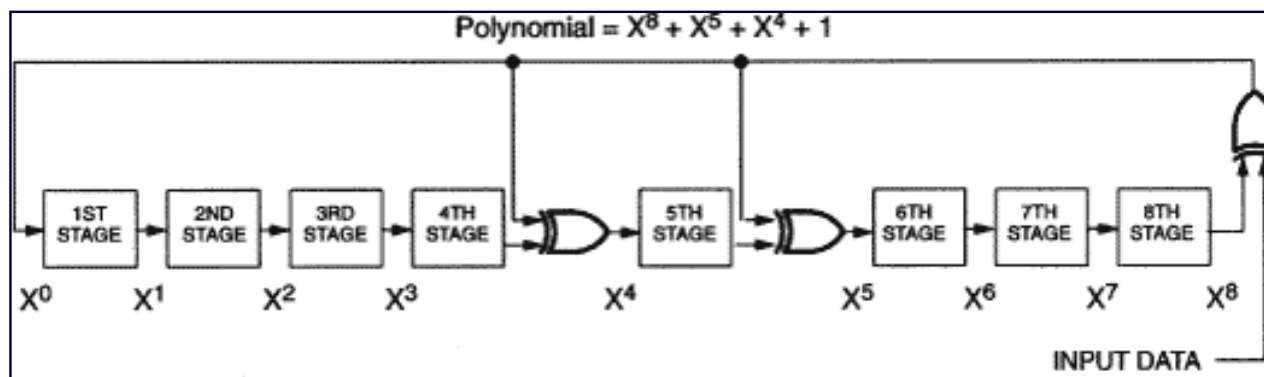 Polynomial = X⁸ + X⁵ + X⁴ + 1
1ST STAGE
2ND STAGE
3RD STAGE
4TH STAGE
5TH STAGE
6TH STAGE
7TH STAGE
8TH STAGE
X⁰ X¹ X² X³ X⁴ X⁵ X⁶ X⁷ X⁸
INPUT DATA